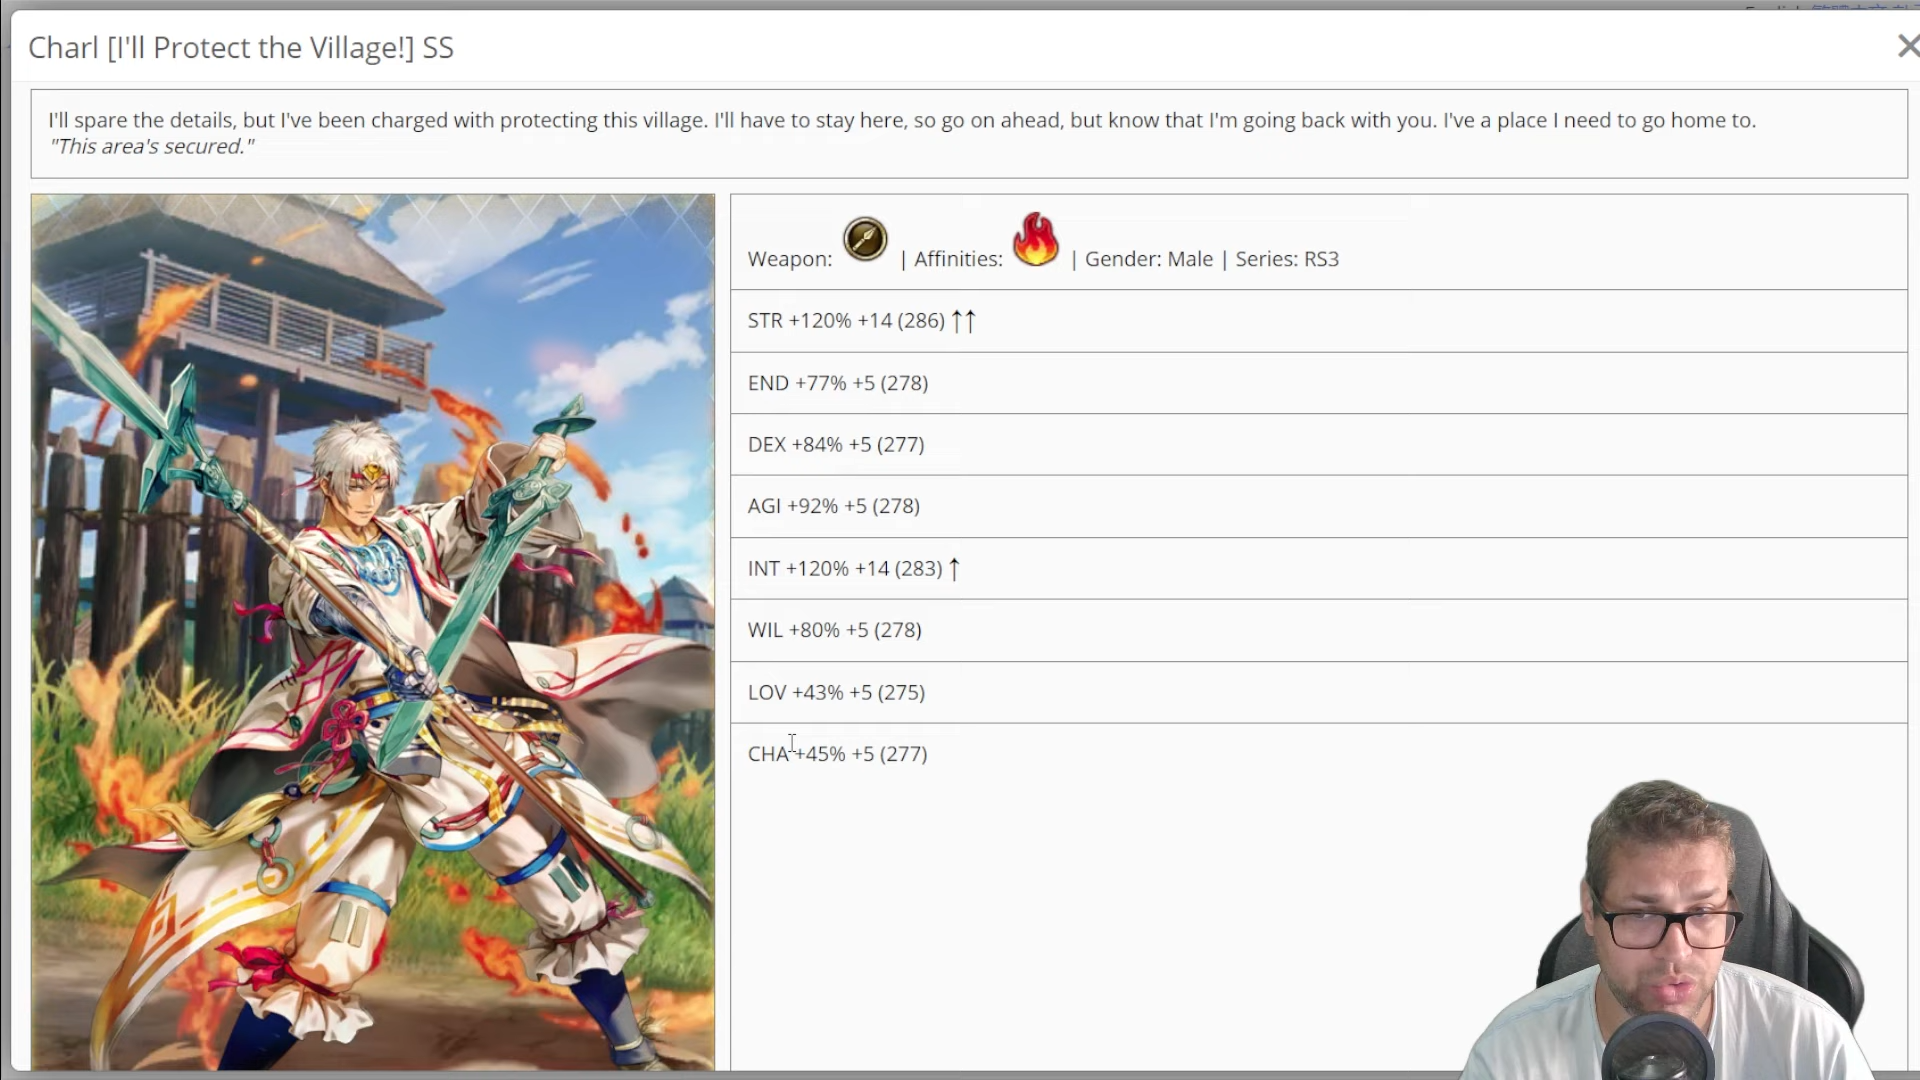 Charl [I'll Protect the Village!] SS
I'll spare the details, but I've been charged with protecting this village. I'll have to stay here, so go on ahead, but know that I'm going back with you. I've a place I need to go home to.
"This area's secured."
Weapon: | Affinities: | Gender: Male | Series: RS3
STR +120% +14 (286) ↑↑
END +77% +5 (278)
DEX +84% +5 (277)
AGI +92% +5 (278)
INT +120% +14 (283) ↑
WIL +80% +5 (278)
LOV +43% +5 (275)
CHA +45% +5 (277)